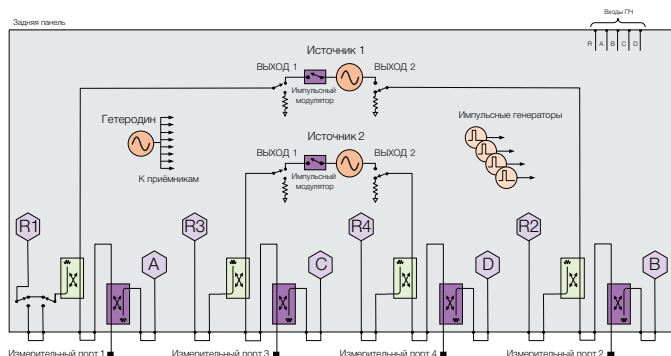 Входы ПЧ
Задняя панель
R A B C D
Источник 1
ВЫХОД 1
ВЫХОД 2
Импульсный
модулятор
Гетеродин
К приёмникам
Импульсные генераторы
Источник 2
ВЫХОД 1
ВЫХОД 2
Импульсный
модулятор
R1
R3
R4
R2
A
C
D
B
Измерительный порт 1
Измерительный порт 3
Измерительный порт 4
Измерительный порт 2